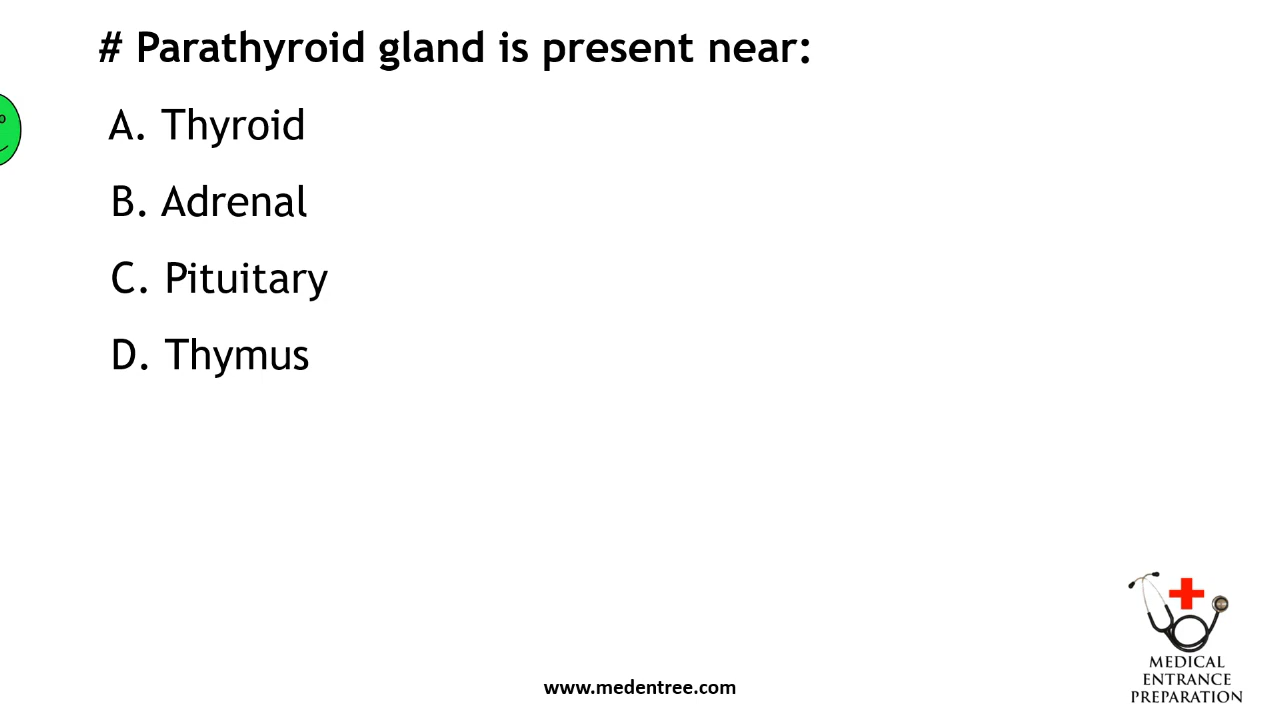 # Parathyroid gland is present near:
A. Thyroid
B. Adrenal
C. Pituitary
D. Thymus
MEDICAL
ENTRANCE
PREPARATION
www.medentree.com